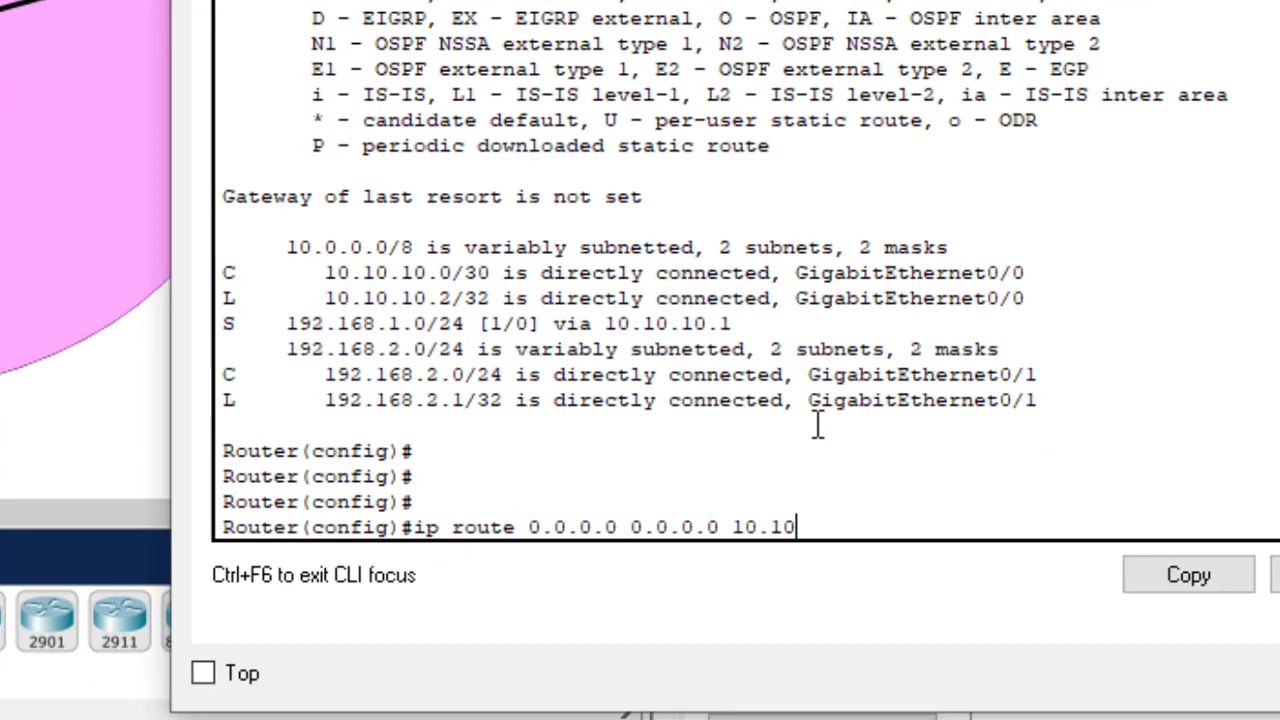 D - EIGRP, EX - EIGRP external, O - OSPF, IA - OSPF inter area
N1 - OSPF NSSA external type 1, N2 - OSPF NSSA external type 2
E1 - OSPF external type 1, E2 - OSPF external type 2, E - EGP
i - IS-IS, L1 - IS-IS level-1, L2 - IS-IS level-2, ia - IS-IS inter area
* - candidate default, U - per-user static route, o - ODR
P - periodic downloaded static route
Gateway of last resort is not set
10.0.0.0/8 is variably subnetted, 2 subnets, 2 masks
C 10.10.10.0/30 is directly connected, GigabitEthernet0/0
L 10.10.10.2/32 is directly connected, GigabitEthernet0/0
S 192.168.1.0/24 [1/0] via 10.10.10.1
192.168.2.0/24 is variably subnetted, 2 subnets, 2 masks
C 192.168.2.0/24 is directly connected, GigabitEthernet0/1
L 192.168.2.1/32 is directly connected, GigabitEthernet0/1
Router(config)#
Router(config)#
Router(config)#
Router(config)#ip route 0.0.0.0 0.0.0.0 10.10
Ctrl+F6 to exit CLI focus
Copy
2901
2911
Top